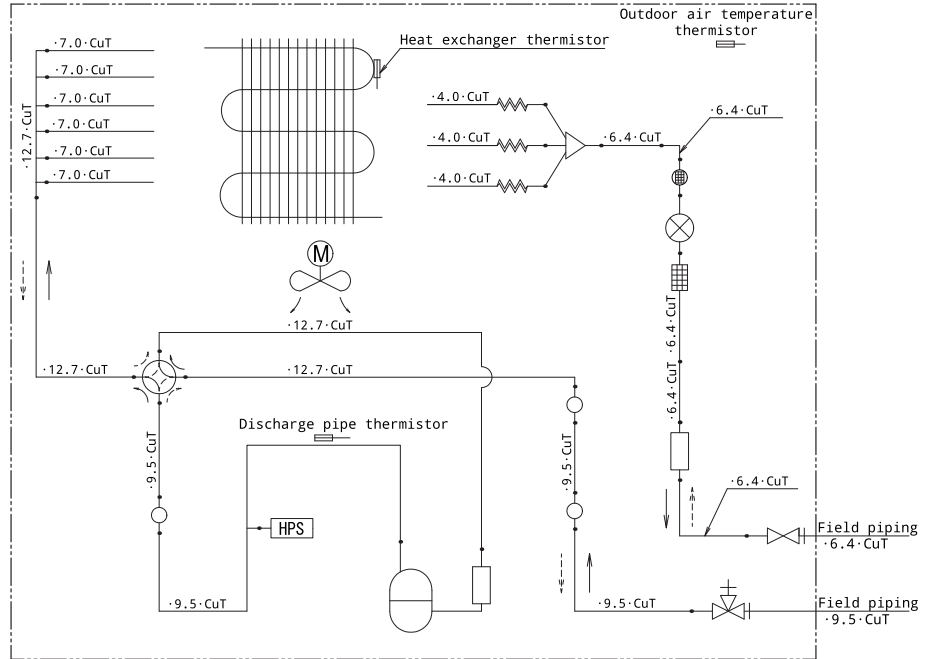 Outdoor air temperature
thermistor
·7.0·CuT
Heat exchanger thermistor
·7.0·CuT
·7.0·CuT
·4.0·CuT
·6.4·CuT
·7.0·CuT
·12.7·CuT
·4.0·CuT
·6.4·CuT
·7.0·CuT
·7.0·CuT
·4.0·CuT
M
·12.7·CuT
·6.4·CuT
·12.7·CuT
·12.7·CuT
·6.4·CuT
Discharge pipe thermistor
·9.5·CuT
·9.5·CuT
·6.4·CuT
HPS
Field piping
·6.4·CuT
·9.5·CuT
·9.5·CuT
Field piping
·9.5·CuT